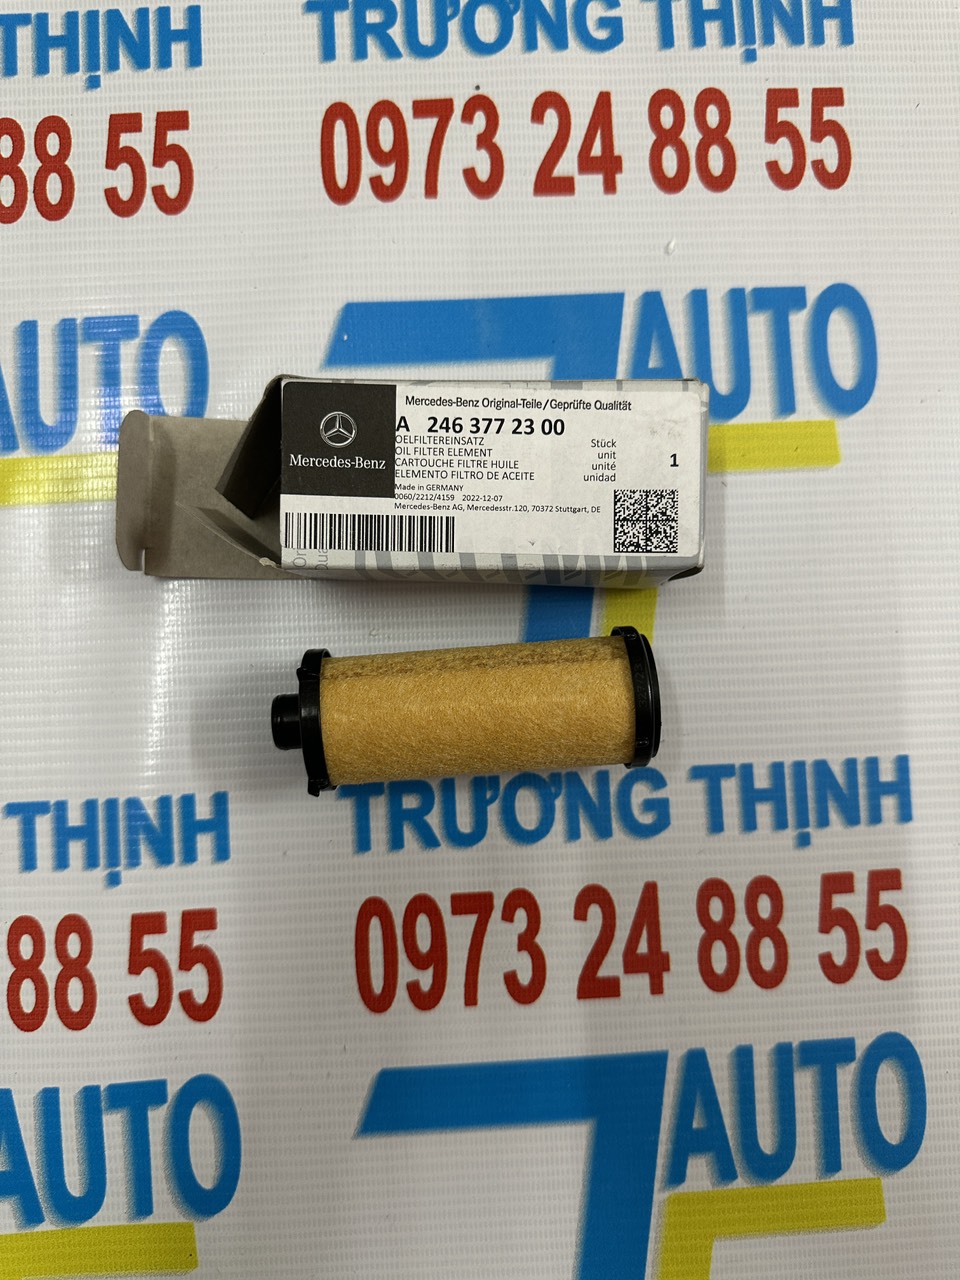 THỊNH
TRƯƠNG THỊNH
88 55
0973 24 88 55
AUTO
AUTO
Mercedes-Benz Original-Teile/Geprüfte Qualität
A 246 377 23 00
Mercedes-Benz
OELFILTEREINSATZ
OIL FILTER ELEMENT
CARTOUCHE FILTRE HUILE
ELEMENTO FILTRO DE ACEITE
Stück
unit
unité
unidad
1
Made in GERMANY
0060/2212/4159 2022-12-07
Mercedes-Benz AG, Mercedesstr.120, 70372 Stuttgart, DE
THỊNH
TRƯƠNG THỊNH
88 55
0973 24 88 55
AUTO
AUTO